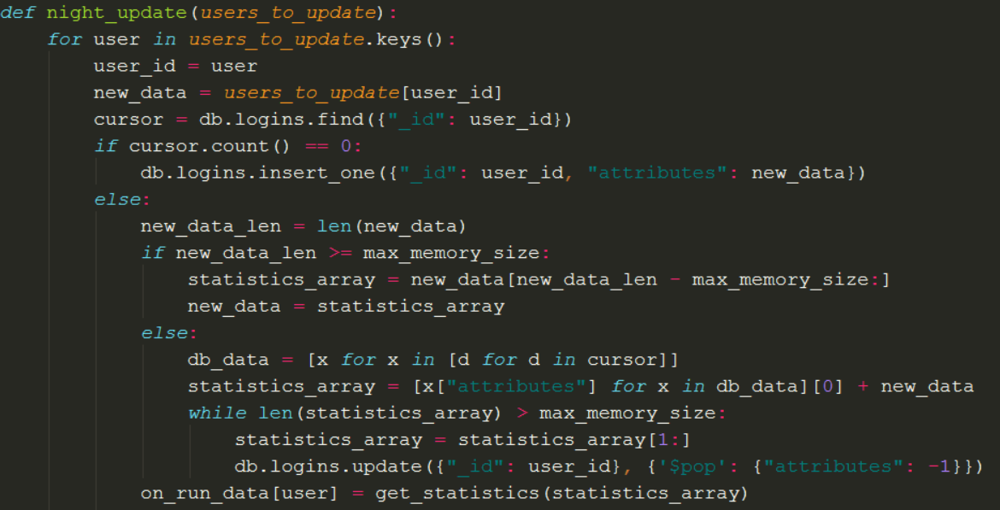 def night_update(users_to_update):
    for user in users_to_update.keys():
        user_id = user
        new_data = users_to_update[user_id]
        cursor = db.logins.find({"_id": user_id})
        if cursor.count() == 0:
            db.logins.insert_one({"_id": user_id, "attributes": new_data})
        else:
            new_data_len = len(new_data)
            if new_data_len >= max_memory_size:
                statistics_array = new_data[new_data_len - max_memory_size:]
                new_data = statistics_array
            else:
                db_data = [x for x in [d for d in cursor]]
                statistics_array = [x["attributes"] for x in db_data][0] + new_data
                while len(statistics_array) > max_memory_size:
                    statistics_array = statistics_array[1:]
                    db.logins.update({"_id": user_id}, {'$pop': {"attributes": -1}})
            on_run_data[user] = get_statistics(statistics_array)